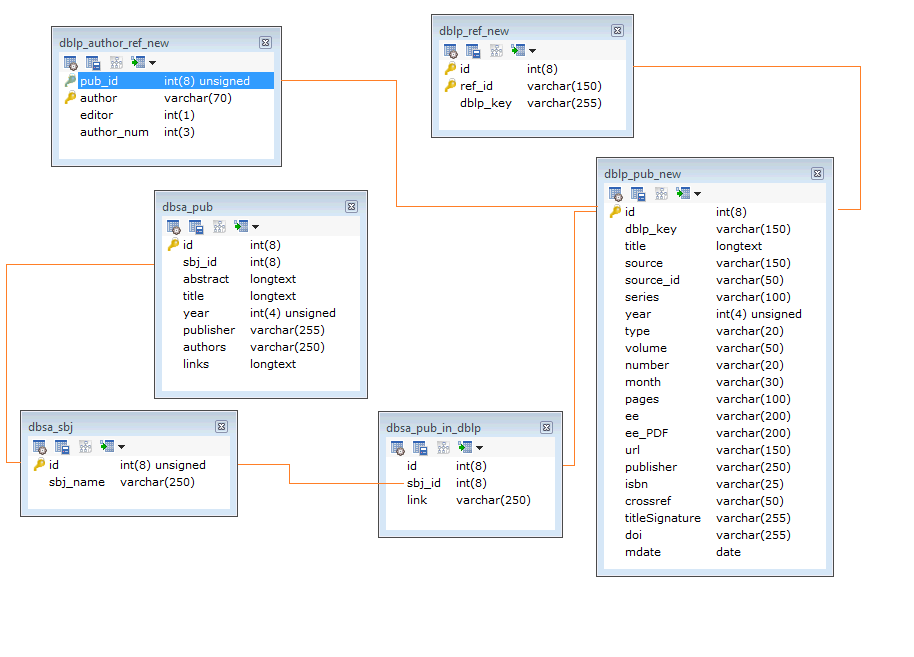 dblp_author_ref_new
pub_id int(8) unsigned
author varchar(70)
editor int(1)
author_num int(3)
dblp_ref_new
id int(8)
ref_id varchar(150)
dblp_key varchar(255)
dbsa_pub
id int(8)
sbj_id int(8)
abstract longtext
title longtext
year int(4) unsigned
publisher varchar(255)
authors varchar(250)
links longtext
dblp_pub_new
id int(8)
dblp_key varchar(150)
title longtext
source varchar(150)
source_id varchar(50)
series varchar(100)
year int(4) unsigned
type varchar(20)
volume varchar(50)
number varchar(20)
month varchar(30)
pages varchar(100)
ee varchar(200)
ee_PDF varchar(200)
url varchar(150)
publisher varchar(250)
isbn varchar(25)
crossref varchar(50)
titleSignature varchar(255)
doi varchar(255)
mdate date
dbsa_sbj
id int(8) unsigned
sbj_name varchar(250)
dbsa_pub_in_dblp
id int(8)
sbj_id int(8)
link varchar(250)